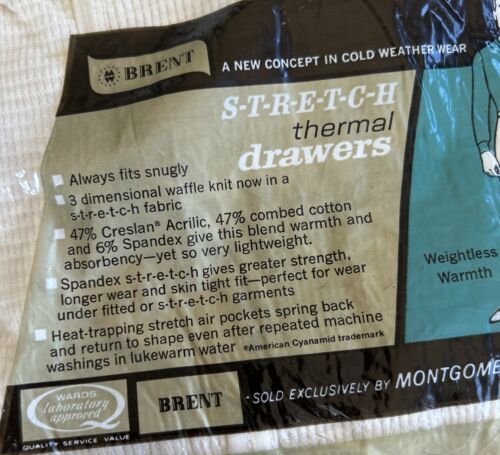 BRENT
A NEW CONCEPT IN COLD WEATHER WEAR
S-T-R-E-T-C-H
thermal
drawers
Always fits snugly
3 dimensional waffle knit now in a
s-t-r-e-t-c-h fabric
47% Creslan® Acrilic, 47% combed cotton
and 6% Spandex give this blend warmth and
absorbency—yet so very lightweight.
Spandex s-t-r-e-t-c-h gives greater strength,
longer wear and skin tight fit—perfect for wear
under fitted or s-t-r-e-t-c-h garments
Heat-trapping stretch air pockets spring back
and return to shape even after repeated machine
washings in lukewarm water ®American Cyanamid trademark
Weightless
Warmth
WARDS
laboratory
approved
Q
QUALITY SERVICE VALUE
BRENT
-SOLD EXCLUSIVELY BY MONTGOME